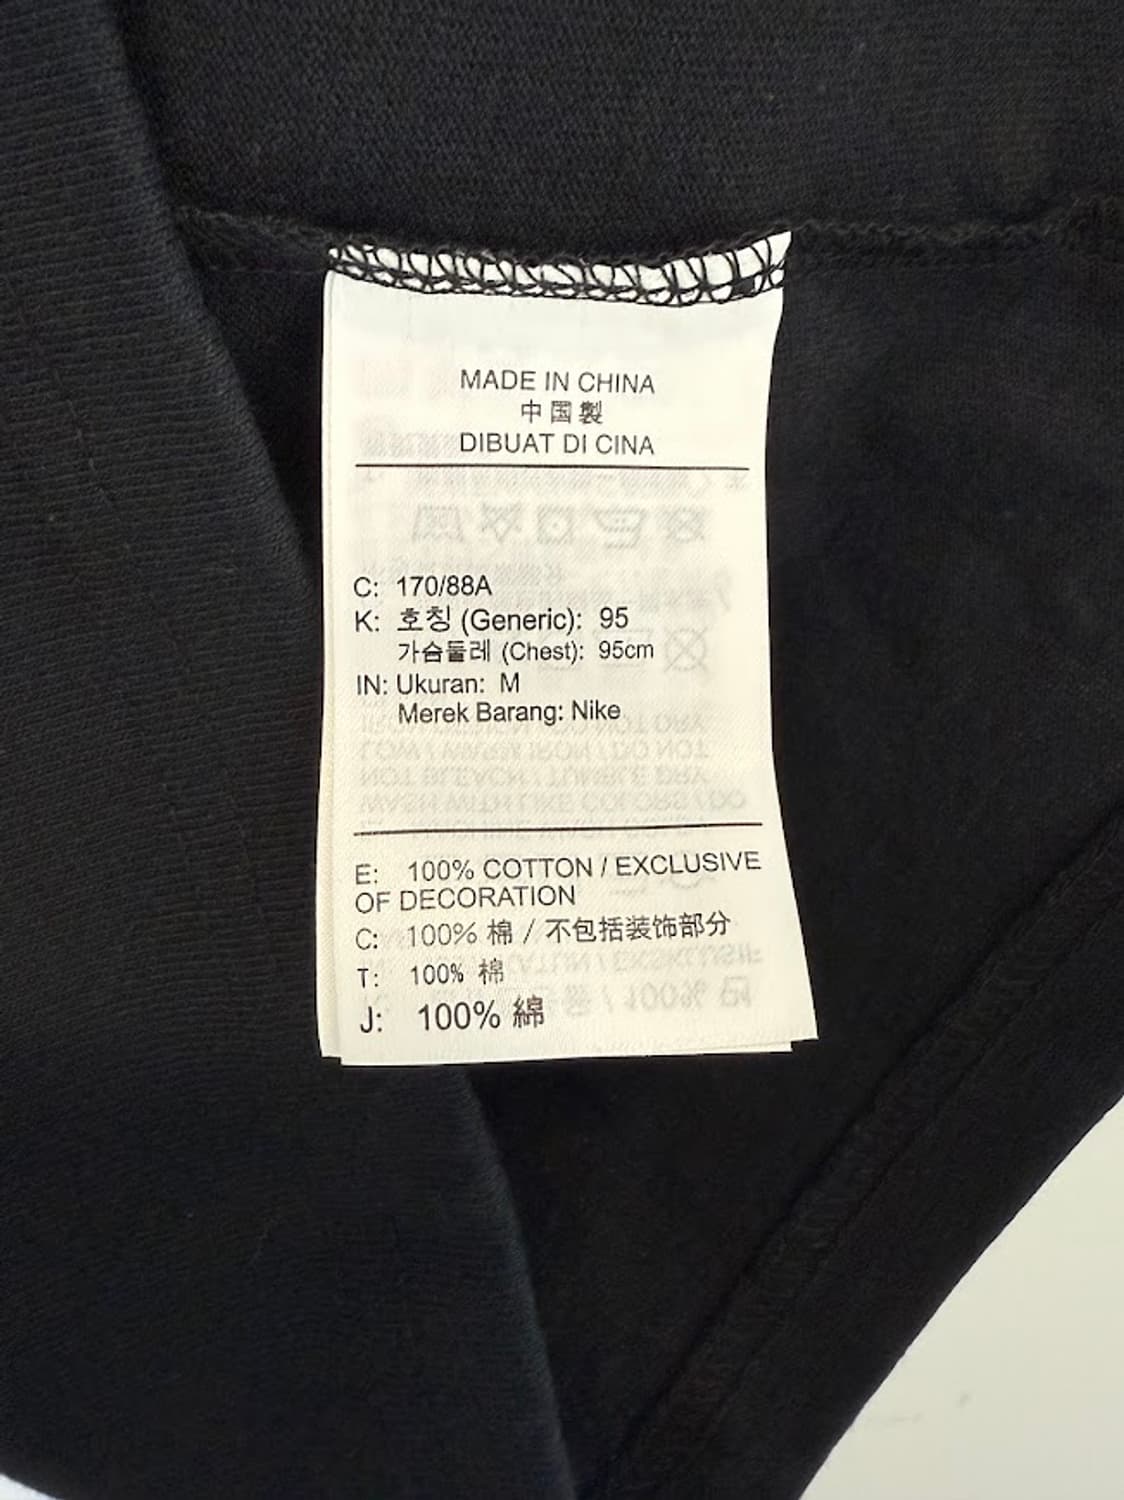 MADE IN CHINA
中国製
DIBUAT DI CINA
C: 170/88A
K: 호칭 (Generic): 95
가슴둘레 (Chest): 95cm
IN: Ukuran: M
Merek Barang: Nike
E: 100% COTTON / EXCLUSIVE
OF DECORATION
C: 100% 棉 / 不包括装饰部分
T: 100% 棉
J: 100% 綿